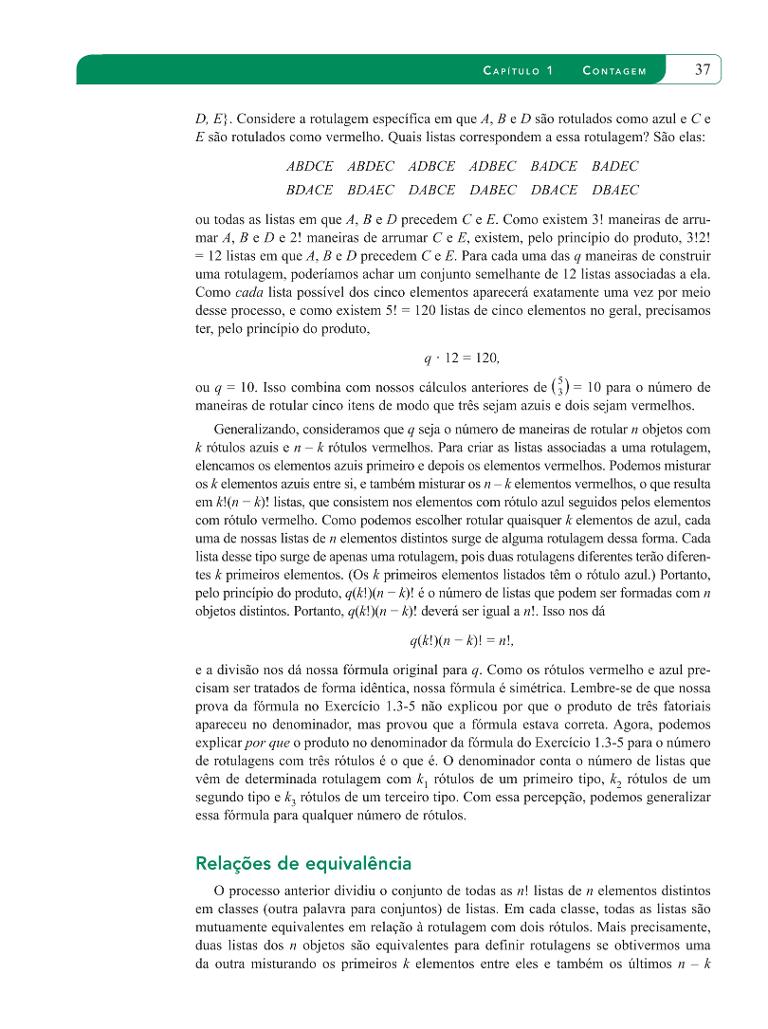 CAPÍTULO 1 CONTAGEM 37
D, E}. Considere a rotulagem específica em que A, B e D são rotulados como azul e C e
E são rotulados como vermelho. Quais listas correspondem a essa rotulagem? São elas:
ABDCE ABDEC ADBCE ADBEC BADCE BADEC
BDACE BDAEC DABCE DABEC DBACE DBAEC
ou todas as listas em que A, B e D precedem C e E. Como existem 3! maneiras de arru-
mar A, B e D e 2! maneiras de arrumar C e E, existem, pelo princípio do produto, 3!2!
= 12 listas em que A, B e D precedem C e E. Para cada uma das q maneiras de construir
uma rotulagem, poderíamos achar um conjunto semelhante de 12 listas associadas a ela.
Como cada lista possível dos cinco elementos aparecerá exatamente uma vez por meio
desse processo, e como existem 5! = 120 listas de cinco elementos no geral, precisamos
ter, pelo princípio do produto,
q · 12 = 120,
ou q = 10. Isso combina com nossos cálculos anteriores de (5 3) = 10 para o número de
maneiras de rotular cinco itens de modo que três sejam azuis e dois sejam vermelhos.
Generalizando, consideramos que q seja o número de maneiras de rotular n objetos com
k rótulos azuis e n – k rótulos vermelhos. Para criar as listas associadas a uma rotulagem,
elencamos os elementos azuis primeiro e depois os elementos vermelhos. Podemos misturar
os k elementos azuis entre si, e também misturar os n – k elementos vermelhos, o que resulta
em k!(n − k)! listas, que consistem nos elementos com rótulo azul seguidos pelos elementos
com rótulo vermelho. Como podemos escolher rotular quaisquer k elementos de azul, cada
uma de nossas listas de n elementos distintos surge de alguma rotulagem dessa forma. Cada
lista desse tipo surge de apenas uma rotulagem, pois duas rotulagens diferentes terão diferen-
tes k primeiros elementos. (Os k primeiros elementos listados têm o rótulo azul.) Portanto,
pelo princípio do produto, q(k!)(n − k)! é o número de listas que podem ser formadas com n
objetos distintos. Portanto, q(k!)(n − k)! deverá ser igual a n!. Isso nos dá
q(k!)(n − k)! = n!,
e a divisão nos dá nossa fórmula original para q. Como os rótulos vermelho e azul pre-
cisam ser tratados de forma idêntica, nossa fórmula é simétrica. Lembre-se de que nossa
prova da fórmula no Exercício 1.3-5 não explicou por que o produto de três fatoriais
apareceu no denominador, mas provou que a fórmula estava correta. Agora, podemos
explicar por que o produto no denominador da fórmula do Exercício 1.3-5 para o número
de rotulagens com três rótulos é o que é. O denominador conta o número de listas que
vêm de determinada rotulagem com k₁ rótulos de um primeiro tipo, k₂ rótulos de um
segundo tipo e k₃ rótulos de um terceiro tipo. Com essa percepção, podemos generalizar
essa fórmula para qualquer número de rótulos.
Relações de equivalência
O processo anterior dividiu o conjunto de todas as n! listas de n elementos distintos
em classes (outra palavra para conjuntos) de listas. Em cada classe, todas as listas são
mutuamente equivalentes em relação à rotulagem com dois rótulos. Mais precisamente,
duas listas dos n objetos são equivalentes para definir rotulagens se obtivermos uma
da outra misturando os primeiros k elementos entre eles e também os últimos n – k